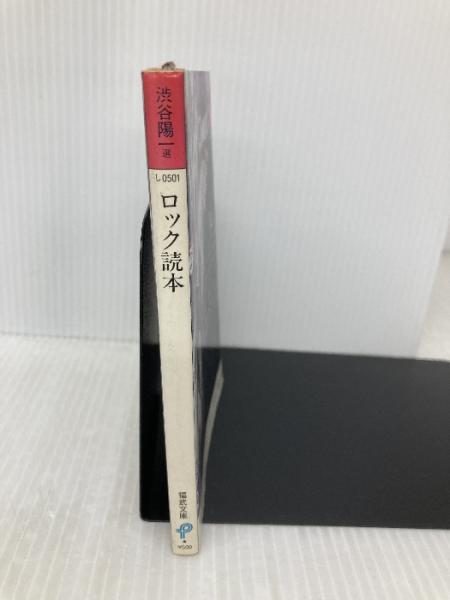 渋谷陽一 選
し0501
ロック読本
福武文庫
¥500